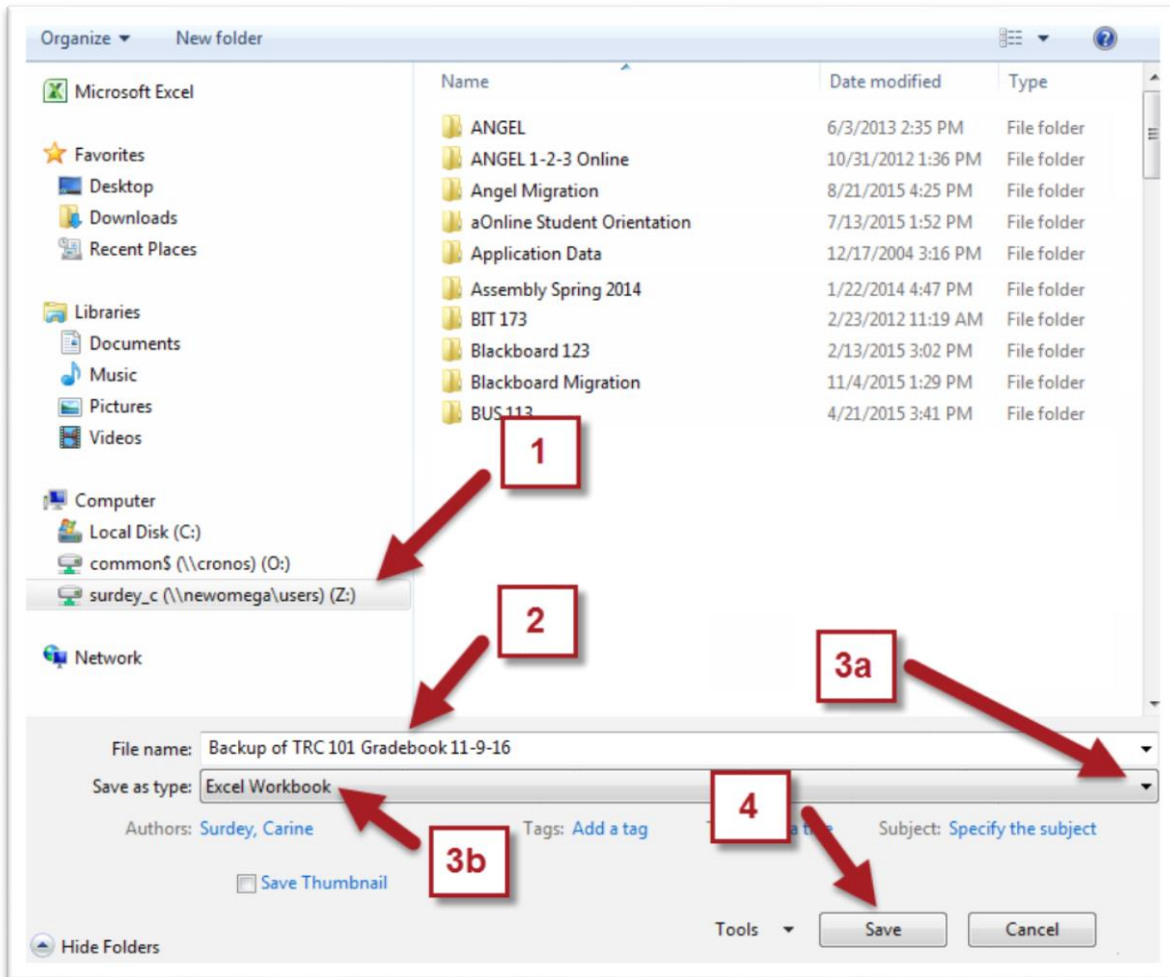 Organize New folder
Microsoft Excel
Favorites
Desktop
Downloads
Recent Places
Libraries
Documents
Music
Pictures
Videos
Computer
Local Disk (C:)
common$ (\\cronos) (O:)
surdey_c (\\newomega\users) (Z:)
Network
Name Date modified Type
ANGEL 6/3/2013 2:35 PM File folder
ANGEL 1-2-3 Online 10/31/2012 1:36 PM File folder
Angel Migration 8/21/2015 4:25 PM File folder
aOnline Student Orientation 7/13/2015 1:52 PM File folder
Application Data 12/17/2004 3:16 PM File folder
Assembly Spring 2014 1/22/2014 4:47 PM File folder
BIT 173 2/23/2012 11:19 AM File folder
Blackboard 123 2/13/2015 3:02 PM File folder
Blackboard Migration 11/4/2015 1:29 PM File folder
BUS 113 4/21/2015 3:41 PM File folder
1
2
3a
File name: Backup of TRC 101 Gradebook 11-9-16
Save as type: Excel Workbook
4
Authors: Surdey, Carine Tags: Add a tag Subject: Specify the subject
3b
Save Thumbnail
Tools Save Cancel
Hide Folders